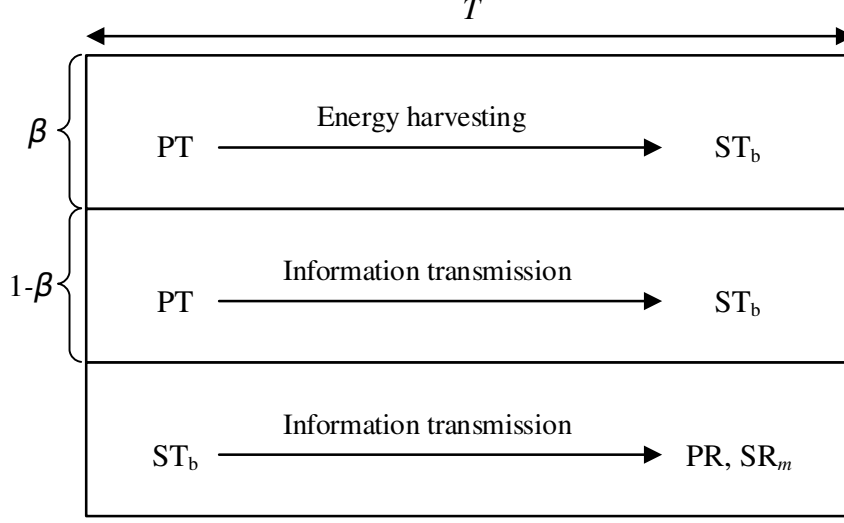 T
Energy harvesting
β PT ST_b
Information transmission
1-β PT ST_b
Information transmission
ST_b PR, SR_m